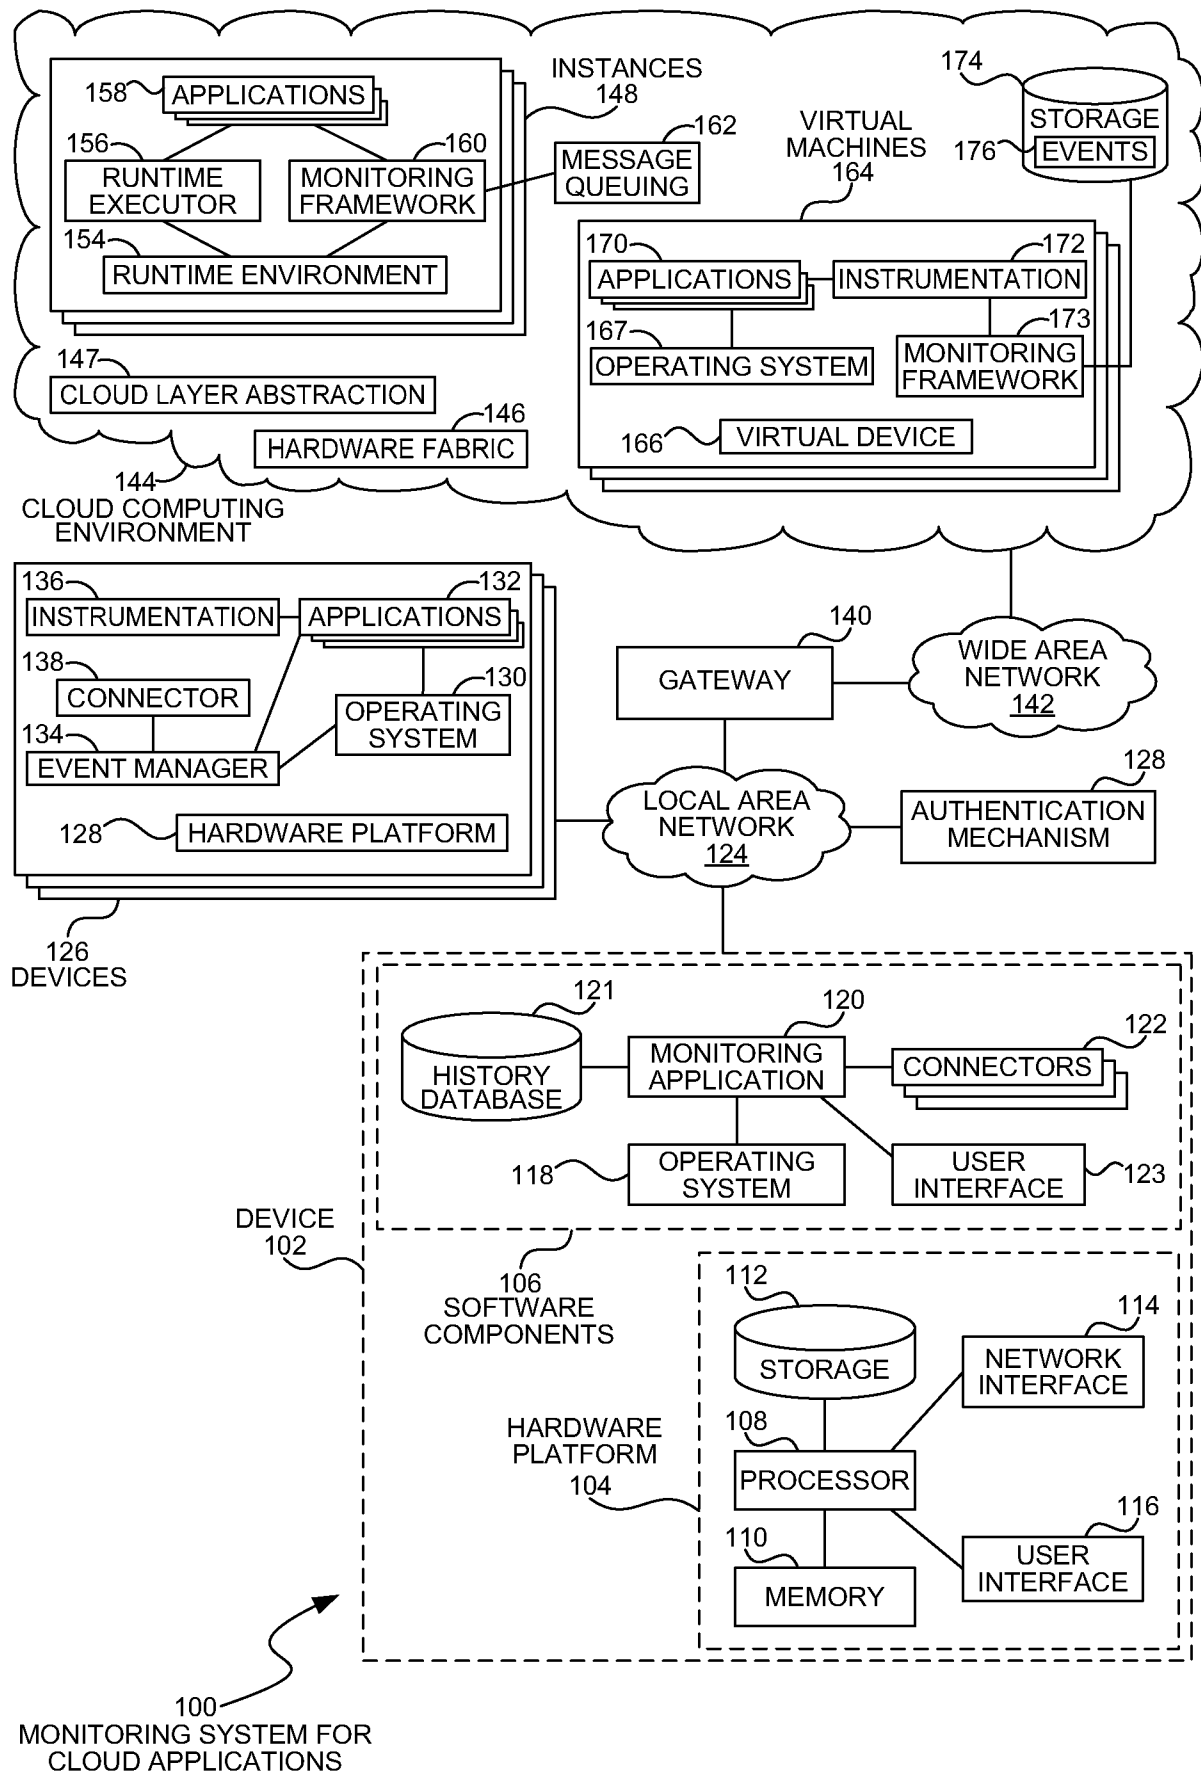 INSTANCES
148
158
APPLICATIONS
156
RUNTIME
EXECUTOR
160
MONITORING
FRAMEWORK
154
RUNTIME ENVIRONMENT
162
MESSAGE
QUEUING
VIRTUAL
MACHINES
164
174
STORAGE
176
EVENTS
170
APPLICATIONS
172
INSTRUMENTATION
167
OPERATING SYSTEM
173
MONITORING
FRAMEWORK
166
VIRTUAL DEVICE
147
CLOUD LAYER ABSTRACTION
146
HARDWARE FABRIC
144
CLOUD COMPUTING
ENVIRONMENT
136
INSTRUMENTATION
132
APPLICATIONS
138
CONNECTOR
130
OPERATING
SYSTEM
134
EVENT MANAGER
128
HARDWARE PLATFORM
126
DEVICES
140
GATEWAY
WIDE AREA
NETWORK
142
LOCAL AREA
NETWORK
124
128
AUTHENTICATION
MECHANISM
121
HISTORY
DATABASE
120
MONITORING
APPLICATION
122
CONNECTORS
118
OPERATING
SYSTEM
USER
INTERFACE
123
DEVICE
102
106
SOFTWARE
COMPONENTS
112
STORAGE
114
NETWORK
INTERFACE
HARDWARE
PLATFORM
104
108
PROCESSOR
110
MEMORY
116
USER
INTERFACE
100
MONITORING SYSTEM FOR
CLOUD APPLICATIONS